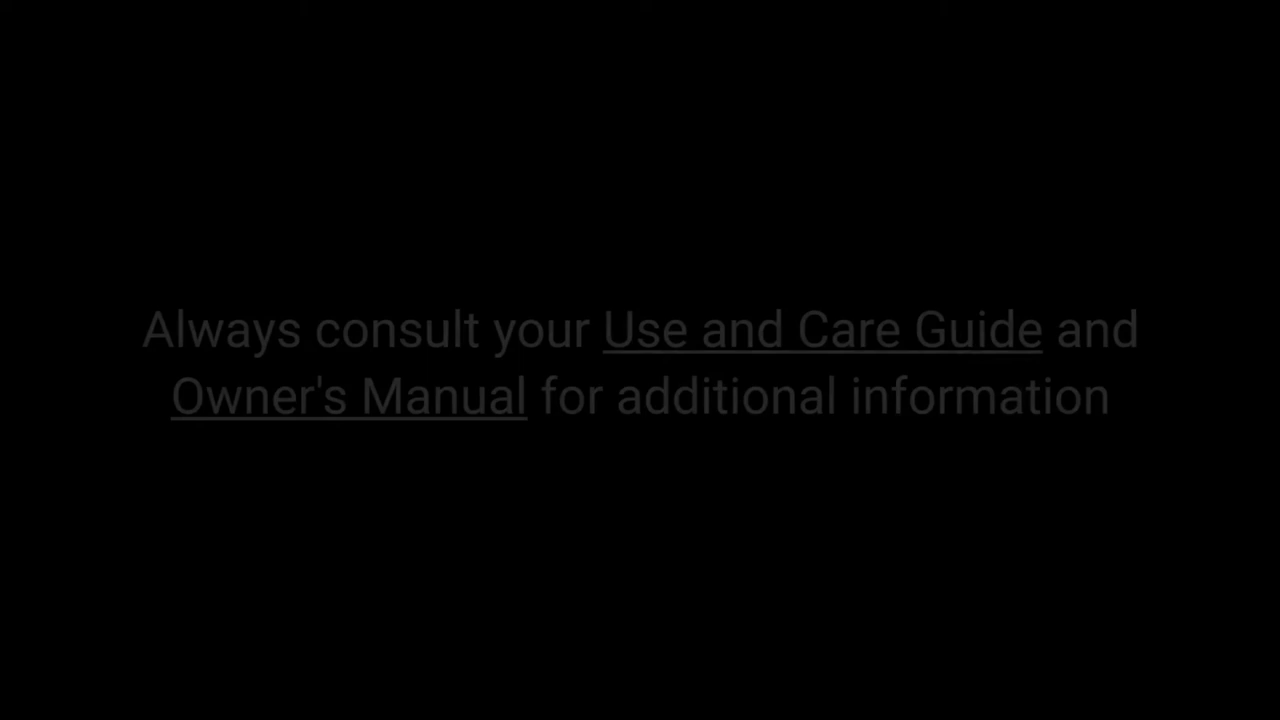 Always consult your Use and Care Guide and
Owner's Manual for additional information